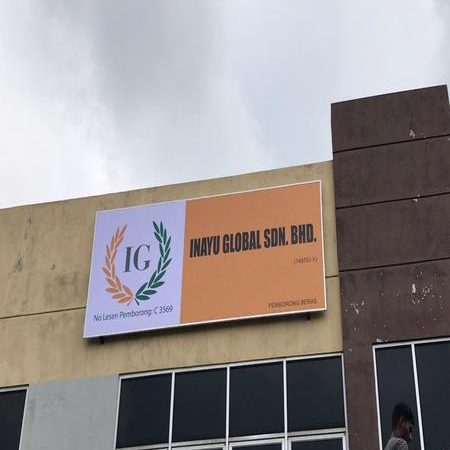 IG
No Lesen Pemborong: C 3569
INAYU GLOBAL SDN. BHD.
PEMBORONG BERAS